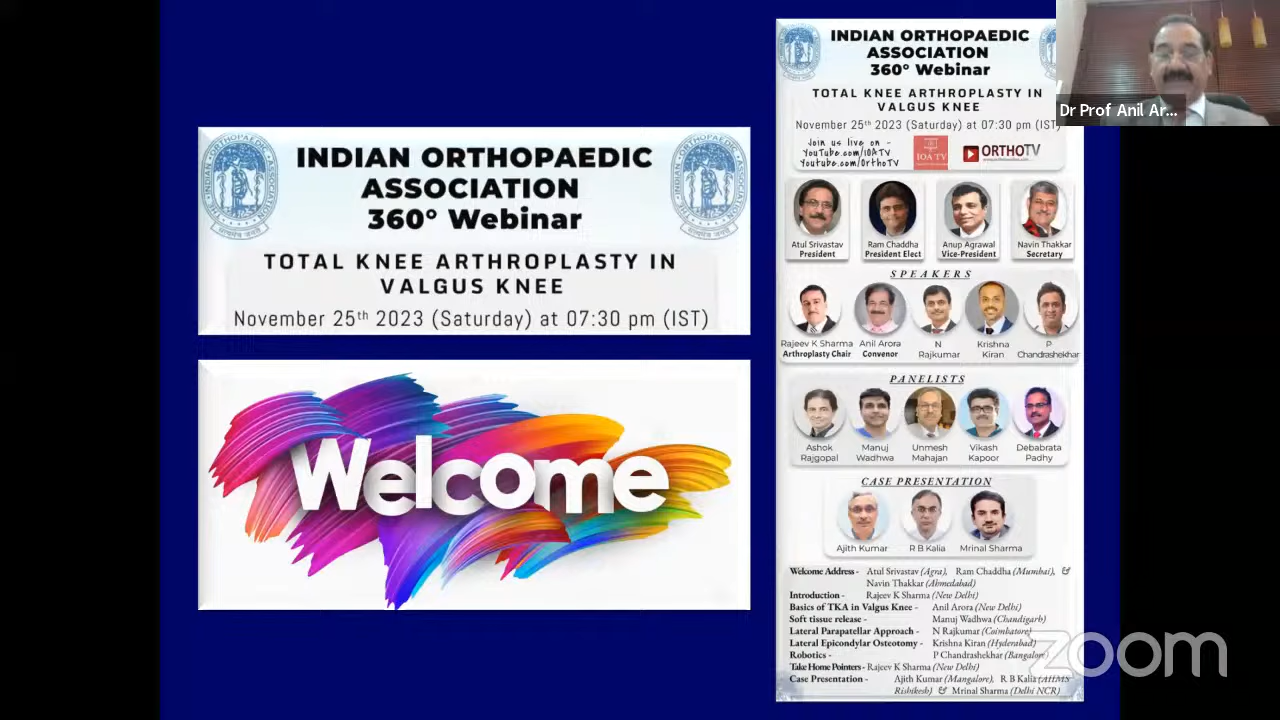 INDIAN ORTHOPAEDIC
ASSOCIATION
360° Webinar
TOTAL KNEE ARTHROPLASTY IN
VALGUS KNEE
November 25th 2023 (Saturday) at 07:30 pm (IST)
Welcome
INDIAN ORTHOPAEDIC
ASSOCIATION
360° Webinar
TOTAL KNEE ARTHROPLASTY IN
VALGUS KNEE
November 25th 2023 (Saturday) at 07:30 pm (IST)
Join us live on -
YouTube.com/IOATV
Youtube.com/OrthoTV
IOA TV
ORTHOTV
Atul Srivastav
President
Ram Chaddha
President Elect
Anup Agrawal
Vice-President
Navin Thakkar
Secretary
SPEAKERS
Rajeev K Sharma
Arthroplasty Chair
Anil Arora
Convenor
N
Rajkumar
Krishna
Kiran
P
Chandrashekhar
PANELISTS
Ashok
Rajgopal
Manuj
Wadhwa
Unmesh
Mahajan
Vikash
Kapoor
Debabrata
Padhy
CASE PRESENTATION
Ajith Kumar
R B Kalia
Mrinal Sharma
Welcome Address - Atul Srivastav (Agra), Ram Chaddha (Mumbai), &
Navin Thakkar (Ahmedabad)
Introduction - Rajeev K Sharma (New Delhi)
Basics of TKA in Valgus Knee - Anil Arora (New Delhi)
Soft tissue release - Manuj Wadhwa (Chandigarh)
Lateral Parapatellar Approach - N Rajkumar (Coimbatore)
Lateral Epicondylar Osteotomy - Krishna Kiran (Hyderabad)
Robotics - P Chandrashekhar (Bangalore)
Take Home Pointers - Rajeev K Sharma (New Delhi)
Case Presentation - Ajith Kumar (Mangalore), R B Kalia (AIIMS
Rishikesh) & Mrinal Sharma (Delhi NCR)
Dr Prof Anil Ar...
zoom